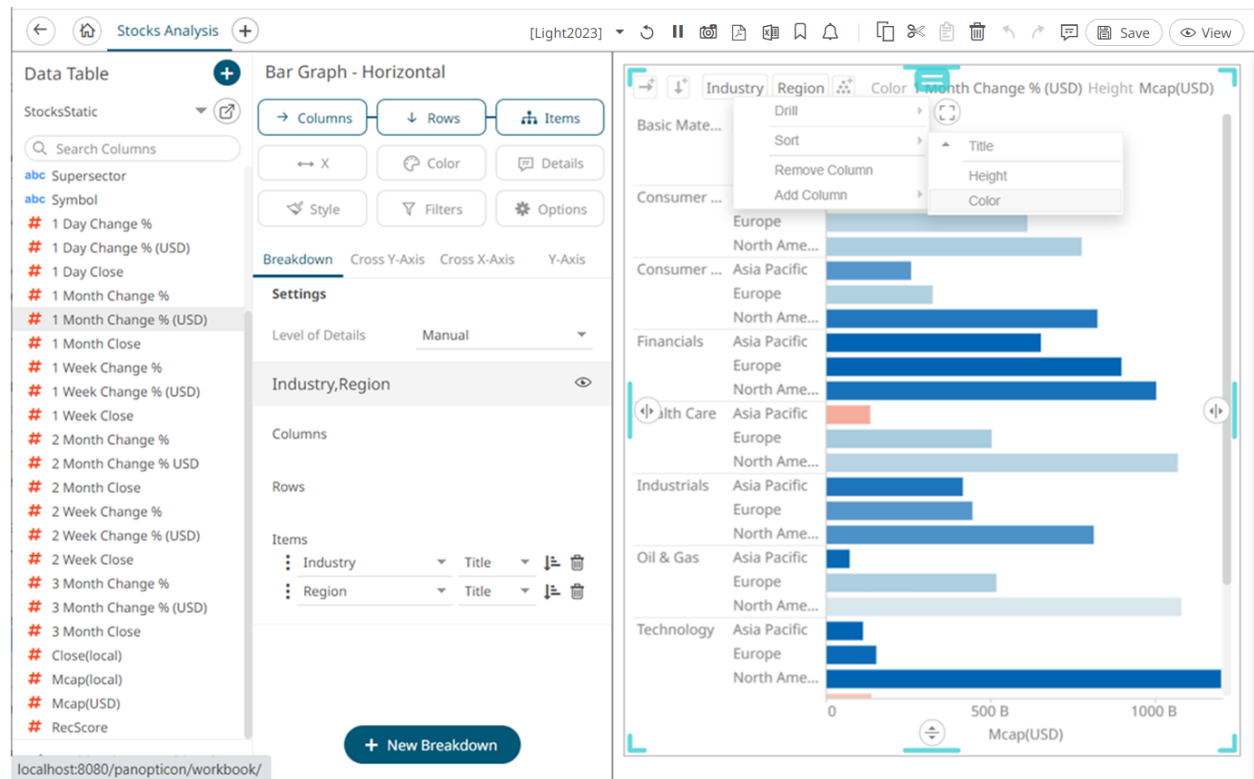 Stocks Analysis
[Light2023]
Save
View
Data Table
StocksStatic
Search Columns
abc Supersector
abc Symbol
# 1 Day Change %
# 1 Day Change % (USD)
# 1 Day Close
# 1 Month Change %
# 1 Month Change % (USD)
# 1 Month Close
# 1 Week Change %
# 1 Week Change % (USD)
# 1 Week Close
# 2 Month Change %
# 2 Month Change % USD
# 2 Month Close
# 2 Week Change %
# 2 Week Change % (USD)
# 2 Week Close
# 3 Month Change %
# 3 Month Change % (USD)
# 3 Month Close
# Close(local)
# Mcap(local)
# Mcap(USD)
# RecScore
localhost:8080/panopticon/workbook/
Bar Graph - Horizontal
Columns
Rows
Items
X
Color
Details
Style
Filters
Options
Breakdown Cross Y-Axis Cross X-Axis Y-Axis
Settings
Level of Details Manual
Industry,Region
Columns
Rows
Items
Industry Title
Region Title
+ New Breakdown
Industry Region Color 1 Month Change % (USD) Height Mcap(USD)
Drill
Sort
Remove Column
Add Column
Title
Height
Color
Basic Mate...
Consumer ...
Europe
North Ame...
Consumer ... Asia Pacific
Europe
North Ame...
Financials Asia Pacific
Europe
North Ame...
alth Care Asia Pacific
Europe
North Ame...
Industrials Asia Pacific
Europe
North Ame...
Oil & Gas Asia Pacific
Europe
North Ame...
Technology Asia Pacific
Europe
North Ame...
0 500 B 1000 B
Mcap(USD)